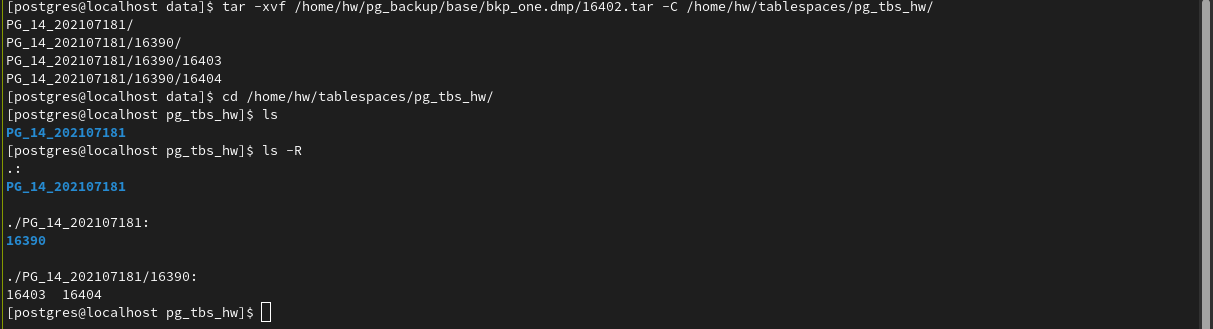 [postgres@localhost data]$ tar -xvf /home/hw/pg_backup/base/bkp_one.dmp/16402.tar -C /home/hw/tablespaces/pg_tbs_hw/
PG_14_202107181/
PG_14_202107181/16390/
PG_14_202107181/16390/16403
PG_14_202107181/16390/16404
[postgres@localhost data]$ cd /home/hw/tablespaces/pg_tbs_hw/
[postgres@localhost pg_tbs_hw]$ ls
PG_14_202107181
[postgres@localhost pg_tbs_hw]$ ls -R
.:
PG_14_202107181
./PG_14_202107181:
16390
./PG_14_202107181/16390:
16403  16404
[postgres@localhost pg_tbs_hw]$